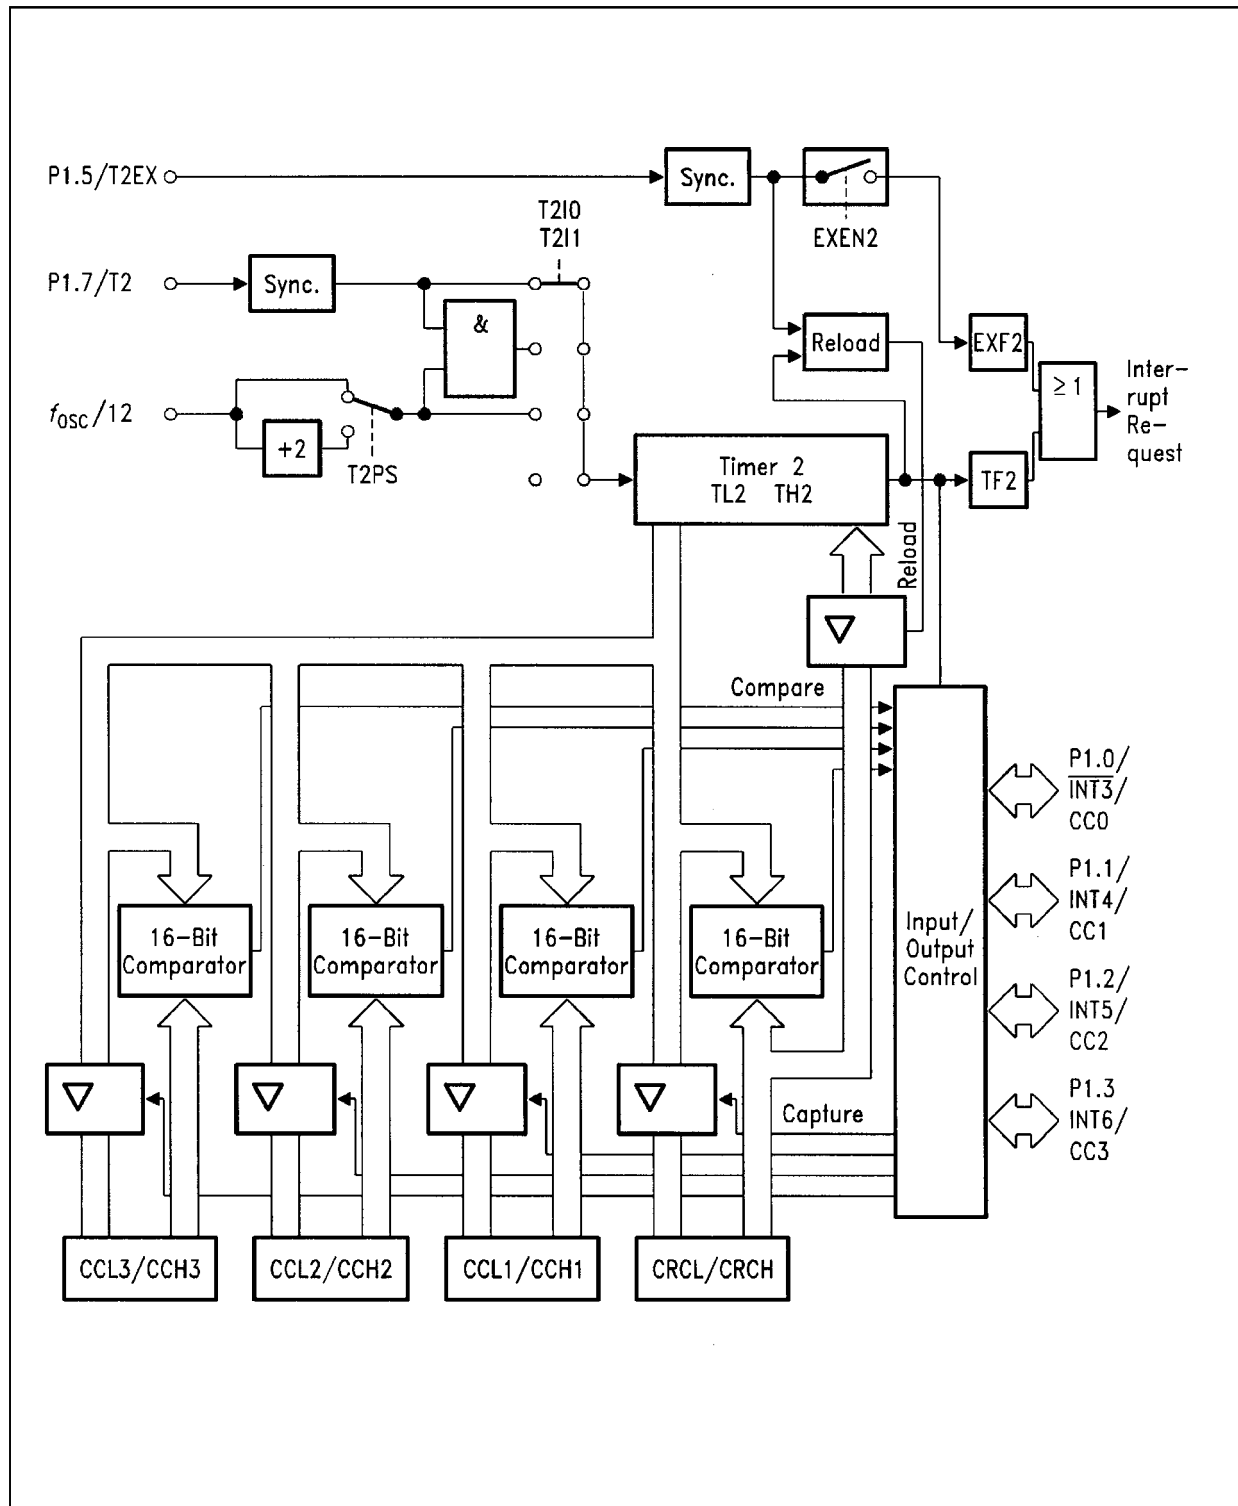 P1.5/T2EX
Sync.
EXEN2
T2I0
T2I1
P1.7/T2
Sync.
&
Reload
EXF2
≥1
Inter-
rupt
Re-
quest
fOSC/12
+2
T2PS
Timer 2
TL2 TH2
TF2
Reload
Compare
P1.0/
INT3/
CC0
P1.1/
INT4/
CC1
P1.2/
INT5/
CC2
P1.3
INT6/
CC3
16-Bit
Comparator
16-Bit
Comparator
16-Bit
Comparator
16-Bit
Comparator
Input/
Output
Control
Capture
CCL3/CCH3
CCL2/CCH2
CCL1/CCH1
CRCL/CRCH